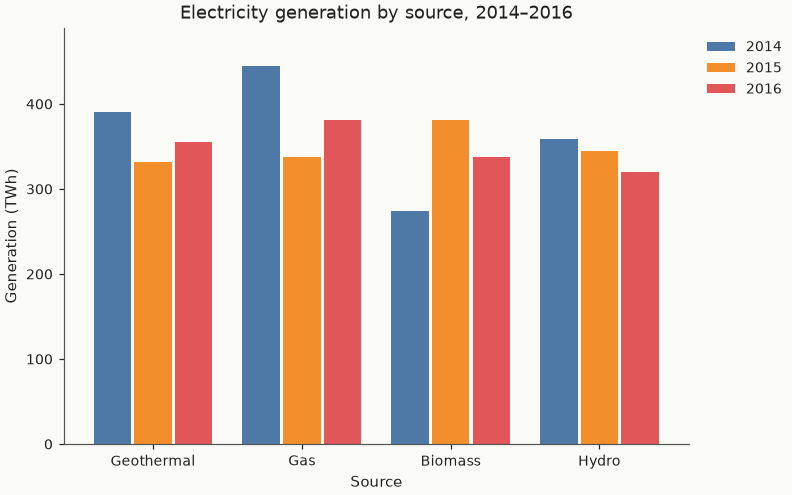 Electricity generation by source, 2014–2016
2014
2015
2016
Generation (TWh)
400
300
200
100
0
Geothermal
Gas
Biomass
Hydro
Source